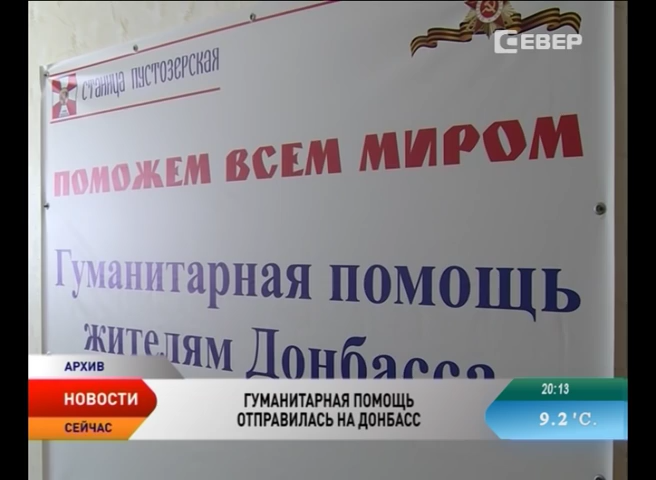 СЕВЕР
станица пустозерская
ПОМОЖЕМ ВСЕМ МИРОМ
Гуманитарная помощь
жителям Донбасса
АРХИВ
НОВОСТИ
СЕЙЧАС
ГУМАНИТАРНАЯ ПОМОЩЬ
ОТПРАВИЛАСЬ НА ДОНБАСС
20:13
9.2 'C.